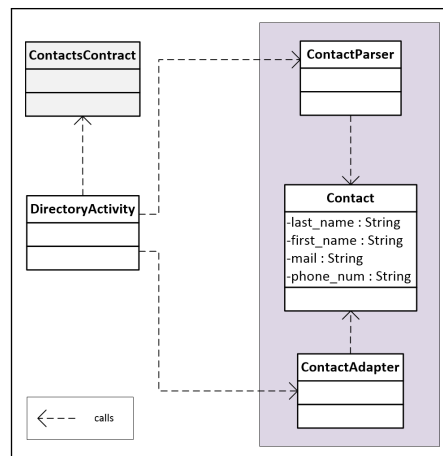 ContactsContract
ContactParser
DirectoryActivity
Contact
-last_name : String
-first_name : String
-mail : String
-phone_num : String
ContactAdapter
calls